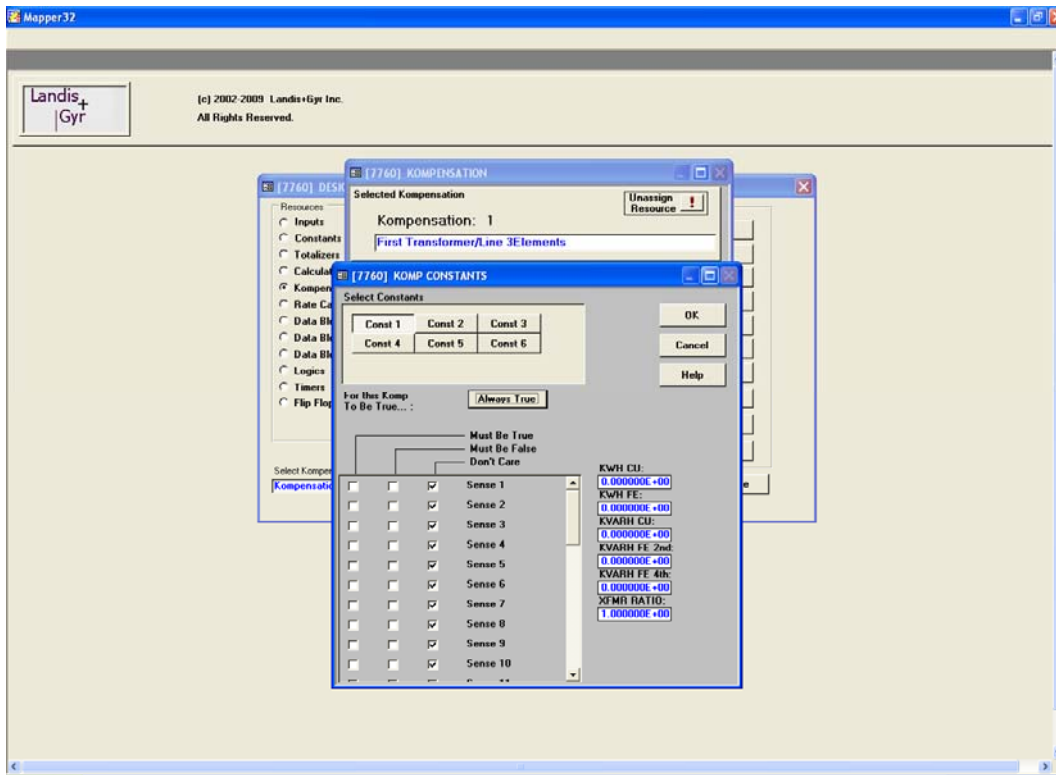 Mapper32
Landis+
Gyr
(c) 2002-2009 Landis+Gyr Inc.
All Rights Reserved.
[7760] DESK
Resources
Inputs
Constants
Totalizers
Calculat
Kompen
Rate Ca
Data Blo
Data Blo
Data Blo
Logics
Timers
Flip Flop
Select Kompen
Kompensatio
e
[7760] KOMPENSATION
Selected Kompensation
Unassign
Resource !
Kompensation: 1
First Transformer/Line 3Elements
[7760] KOMP CONSTANTS
Select Constants
Const 1 Const 2 Const 3
Const 4 Const 5 Const 6
OK
Cancel
Help
For this Komp
To Be True... :
Always True
Must Be True
Must Be False
Don't Care
Sense 1
Sense 2
Sense 3
Sense 4
Sense 5
Sense 6
Sense 7
Sense 8
Sense 9
Sense 10
KWH CU:
0.000000E+00
KWH FE:
0.000000E+00
KVARH CU:
0.000000E+00
KVARH FE 2nd:
0.000000E+00
KVARH FE 4th:
0.000000E+00
XFMR RATIO:
1.000000E+00